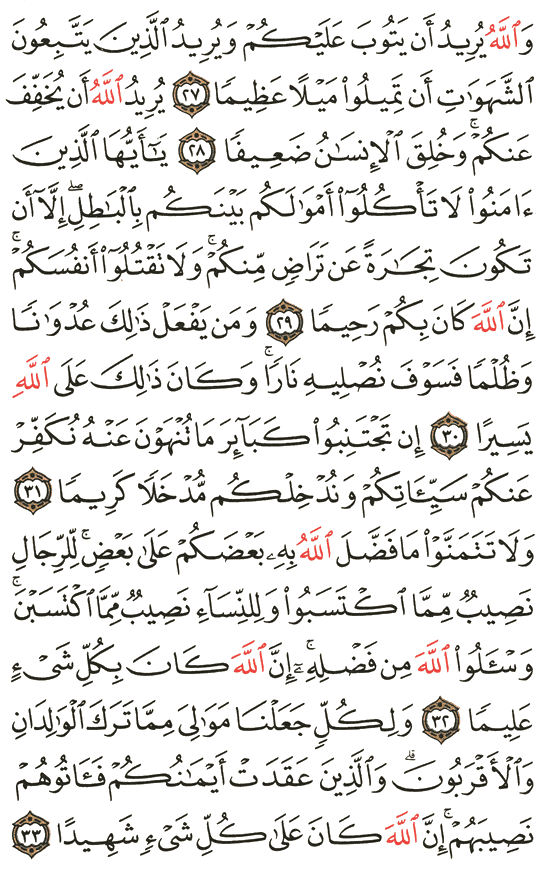 وَٱللَّهُ يُرِيدُ أَن يَتُوبَ عَلَيۡكُمۡ وَيُرِيدُ ٱلَّذِينَ يَتَّبِعُونَ
ٱلشَّهَوَٰتِ أَن تَمِيلُواْ مَيۡلًا عَظِيمٗا ٢٧ يُرِيدُ ٱللَّهُ أَن يُخَفِّفَ
عَنكُمۡۚ وَخُلِقَ ٱلۡإِنسَٰنُ ضَعِيفٗا ٢٨ يَٰٓأَيُّهَا ٱلَّذِينَ
ءَامَنُواْ لَا تَأۡكُلُوٓاْ أَمۡوَٰلَكُم بَيۡنَكُم بِٱلۡبَٰطِلِ إِلَّآ أَن
تَكُونَ تِجَٰرَةً عَن تَرَاضٖ مِّنكُمۡۚ وَلَا تَقۡتُلُوٓاْ أَنفُسَكُمۡۚ
إِنَّ ٱللَّهَ كَانَ بِكُمۡ رَحِيمٗا ٢٩ وَمَن يَفۡعَلۡ ذَٰلِكَ عُدۡوَٰنٗا
وَظُلۡمٗا فَسَوۡفَ نُصۡلِيهِ نَارٗاۚ وَكَانَ ذَٰلِكَ عَلَى ٱللَّهِ
يَسِيرًا ٣٠ إِن تَجۡتَنِبُواْ كَبَآئِرَ مَا تُنۡهَوۡنَ عَنۡهُ نُكَفِّرۡ
عَنكُمۡ سَيِّـَٔاتِكُمۡ وَنُدۡخِلۡكُم مُّدۡخَلٗا كَرِيمٗا ٣١
وَلَا تَتَمَنَّوۡاْ مَا فَضَّلَ ٱللَّهُ بِهِۦ بَعۡضَكُمۡ عَلَىٰ بَعۡضٖۚ لِّلرِّجَالِ
نَصِيبٞ مِّمَّا ٱكۡتَسَبُواْ وَلِلنِّسَآءِ نَصِيبٞ مِّمَّا ٱكۡتَسَبۡنَۚ
وَسۡـَٔلُواْ ٱللَّهَ مِن فَضۡلِهِۦٓۚ إِنَّ ٱللَّهَ كَانَ بِكُلِّ شَيۡءٍ
عَلِيمٗا ٣٢ وَلِكُلّٖ جَعَلۡنَا مَوَٰلِيَ مِمَّا تَرَكَ ٱلۡوَٰلِدَانِ
وَٱلۡأَقۡرَبُونَۚ وَٱلَّذِينَ عَقَدَتۡ أَيۡمَٰنُكُمۡ فَـَٔاتُوهُمۡ
نَصِيبَهُمۡۚ إِنَّ ٱللَّهَ كَانَ عَلَىٰ كُلِّ شَيۡءٖ شَهِيدًا ٣٣